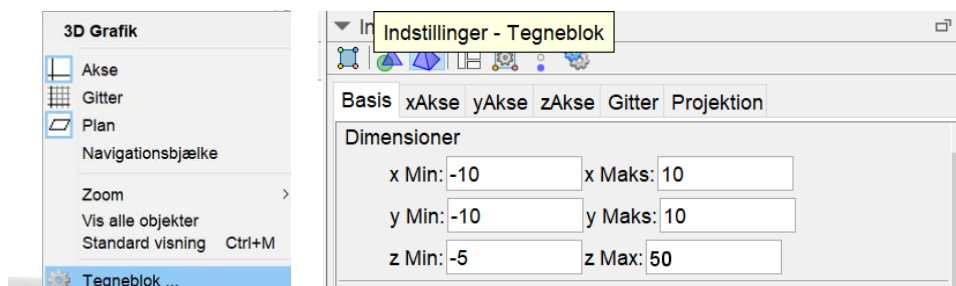 3D Grafik
Akse
Gitter
Plan
Navigationsbjælke
Zoom
Vis alle objekter
Standard visning Ctrl+M
Tegneblok ...
In
Indstillinger - Tegneblok
Basis xAkse yAkse zAkse Gitter Projektion
Dimensioner
x Min: -10 x Maks: 10
y Min: -10 y Maks: 10
z Min: -5 z Max: 50